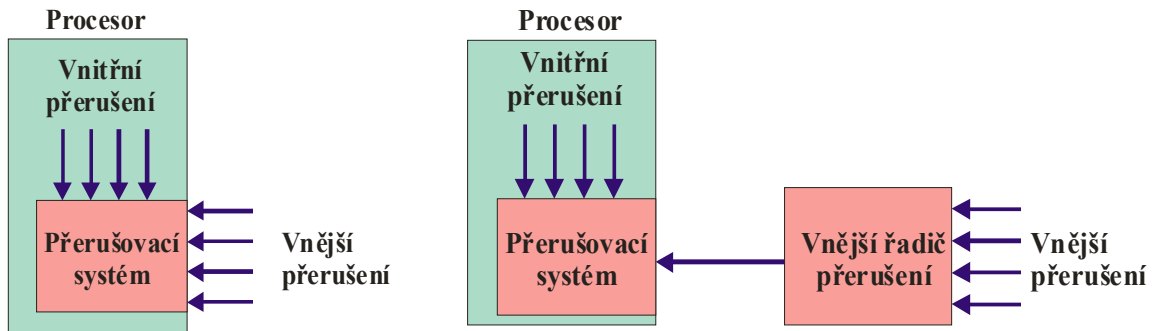 Procesor
Vnitřní
přerušení
Přerušovací
systém
Vnější
přerušení
Procesor
Vnitřní
přerušení
Přerušovací
systém
Vnější řadič
přerušení
Vnější
přerušení